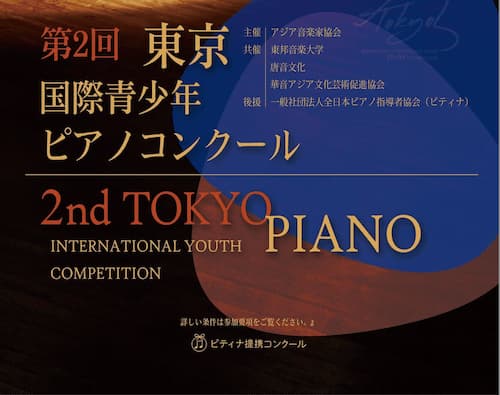 第2回 東京
国際青少年
ピアノコンクール
主催 アジア音楽家協会
共催 東邦音楽大学
唐音文化
華音アジア文化芸術促進協会
後援 一般社団法人全日本ピアノ指導者協会（ピティナ）
2nd TOKYO
INTERNATIONAL YOUTH PIANO
COMPETITION
詳しい条件は参加要項をご覧ください。2
ピティナ提携コンクール